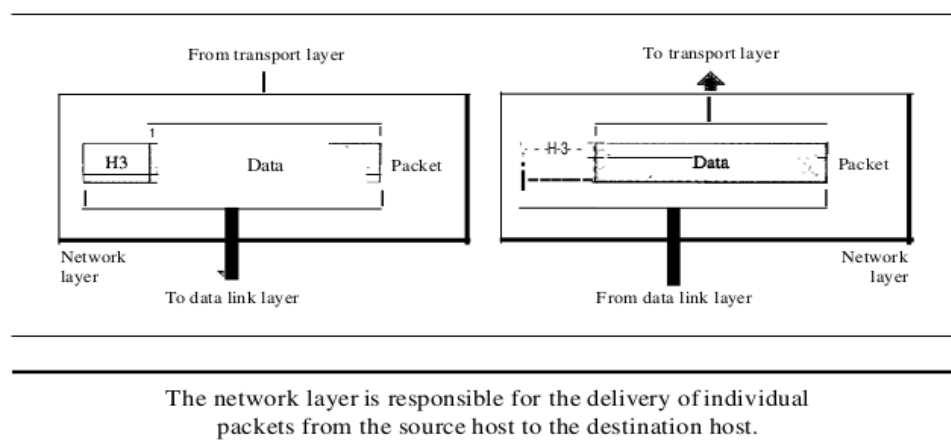 From transport layer
H3
Data
Packet
Network
layer
To data link layer
To transport layer
H3
Data
Packet
Network
layer
From data link layer
The network layer is responsible for the delivery of individual
packets from the source host to the destination host.